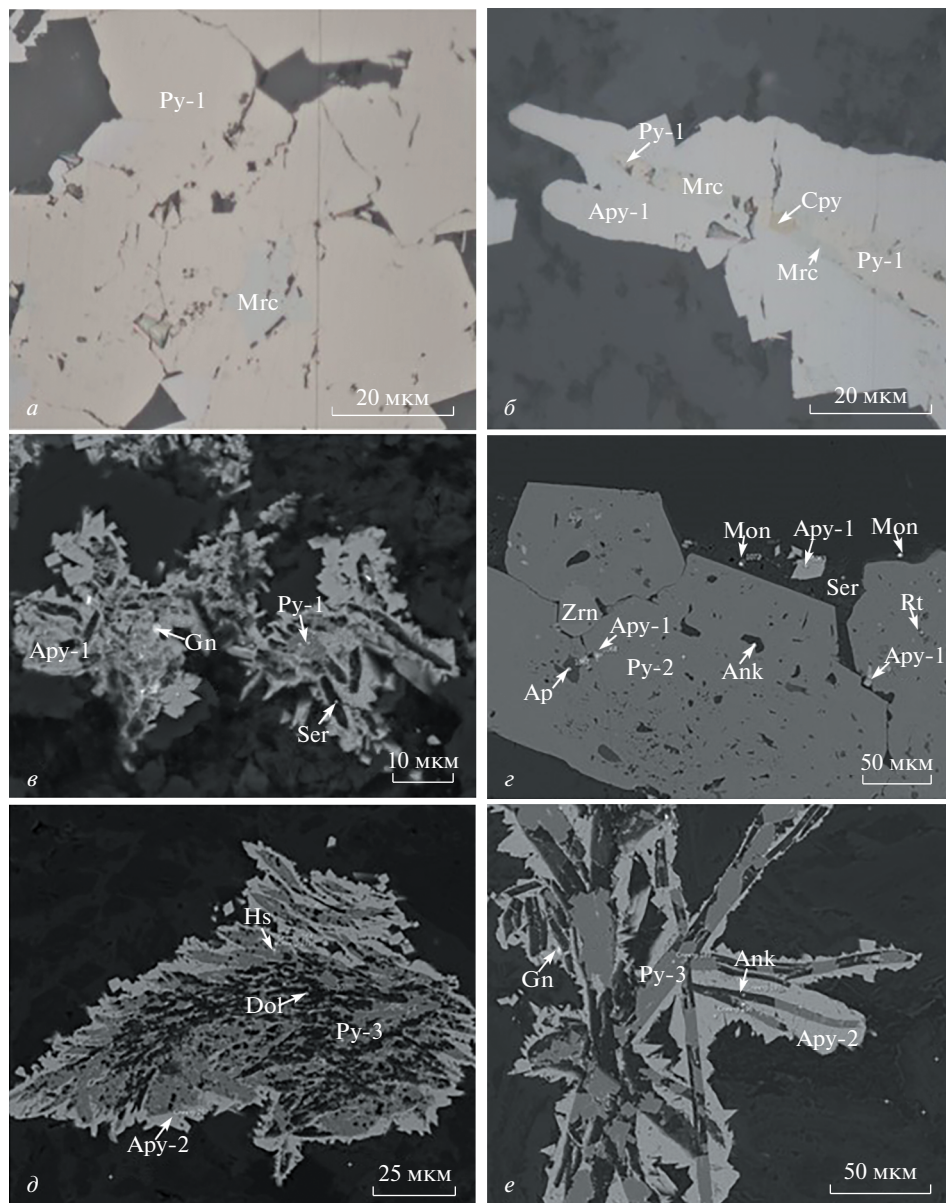 Py-1
Mrc
20 мкм
а
Py-1
Mrc
Apy-1
Cpy
Mrc
Py-1
20 мкм
б
Apy-1
Gn
Py-1
Ser
10 мкм
в
Mon
Apy-1
Mon
Ser
Zrn
Rt
Apy-1
Apy-1
Ap
Py-2
Ank
50 мкм
г
Hs
Dol
Py-3
Apy-2
25 мкм
д
Gn
Py-3
Ank
Apy-2
50 мкм
е